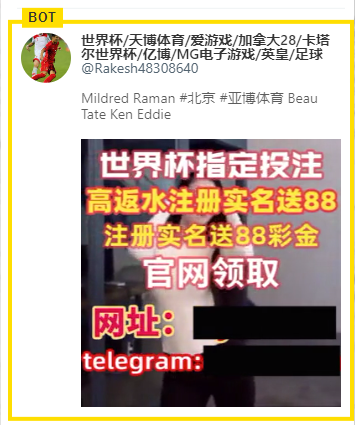 BOT
世界杯/天博体育/爱游戏/加拿大28/卡塔
尔世界杯/亿博/MG电子游戏/英皇/足球
@Rakesh48308640
Mildred Raman #北京 #亚博体育 Beau
Tate Ken Eddie
世界杯指定投注
高返水注册实名送88
注册实名送88彩金
官网领取
网址：
telegram: